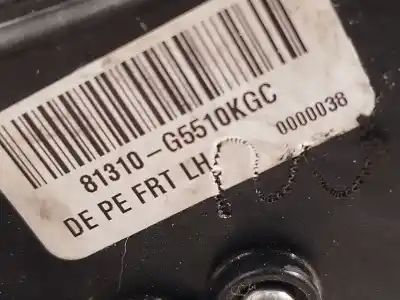 81310-G5510KGC
DE PE FRT LH
0000038